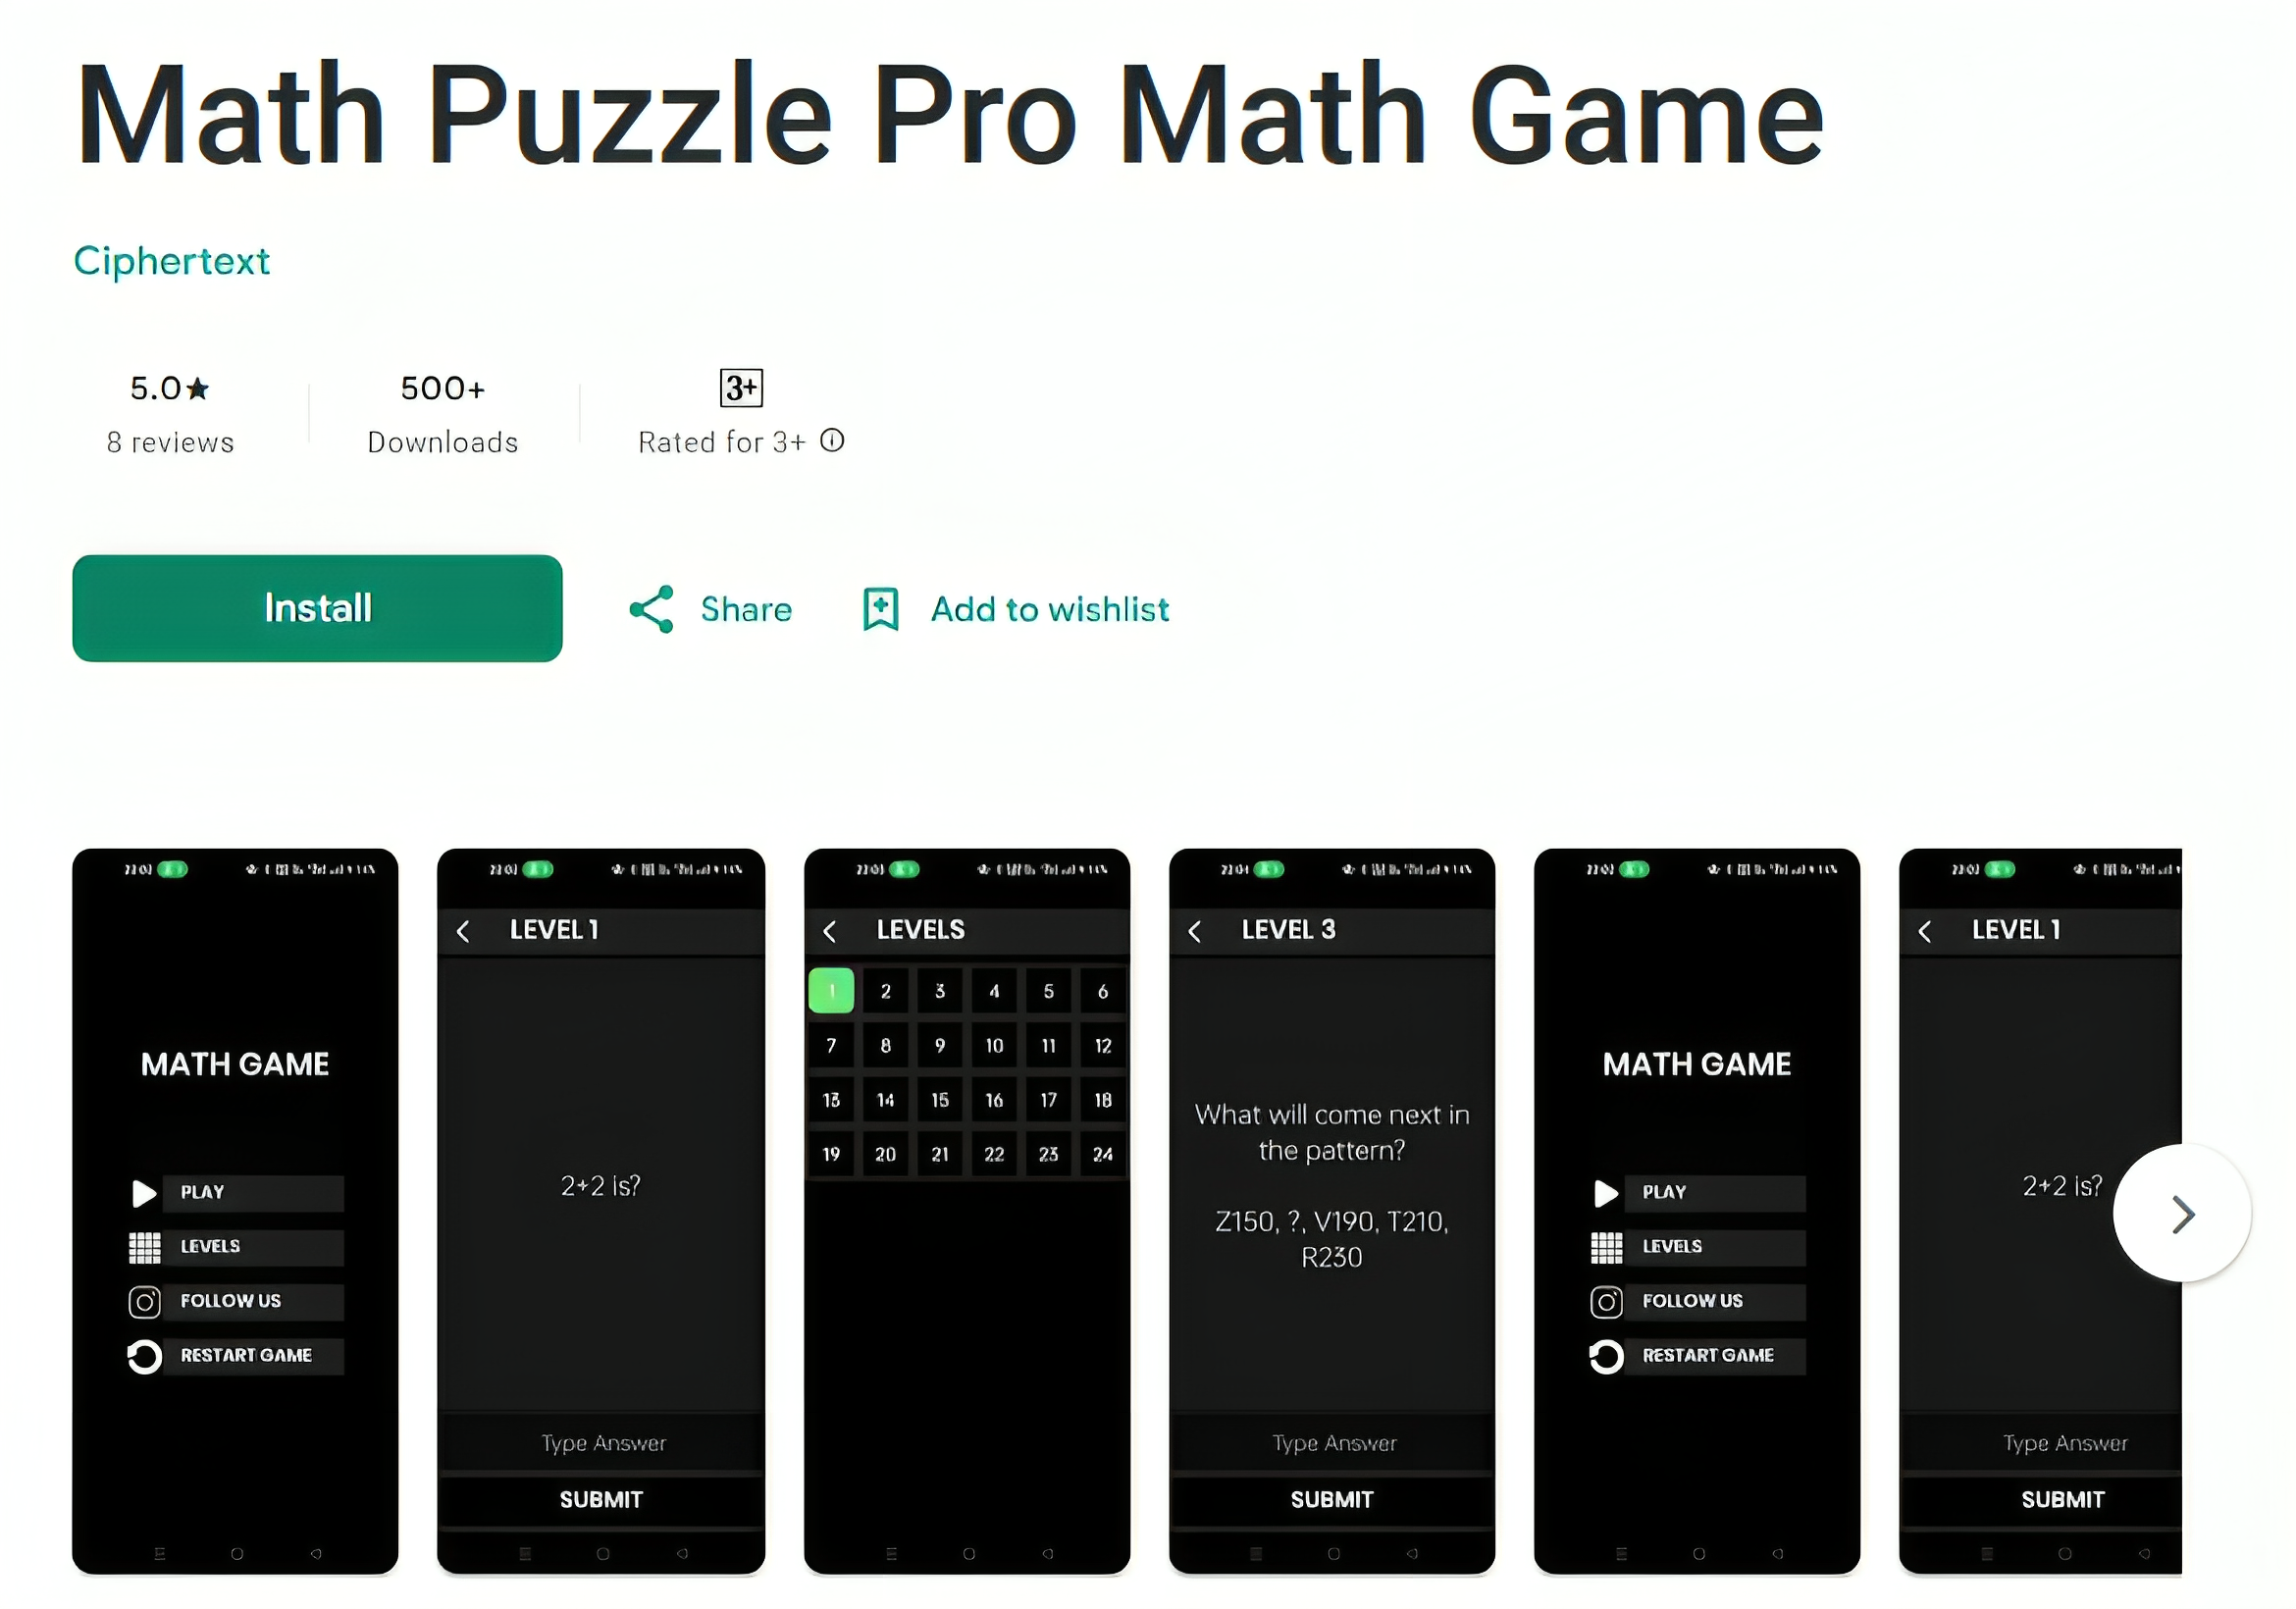 Math Puzzle Pro Math Game
Ciphertext
5.0★
8 reviews
500+
Downloads
3+
Rated for 3+
Install
Share
Add to wishlist
MATH GAME
PLAY
LEVELS
FOLLOW US
RESTART GAME
LEVEL 1
2+2 is?
Type Answer
SUBMIT
LEVELS
1 2 3 4 5 6
7 8 9 10 11 12
13 14 15 16 17 18
19 20 21 22 23 24
LEVEL 3
What will come next in
the pattern?
Z150, ?, V190, T210,
R230
Type Answer
SUBMIT
MATH GAME
PLAY
LEVELS
FOLLOW US
RESTART GAME
LEVEL 1
2+2 is?
Type Answer
SUBMIT